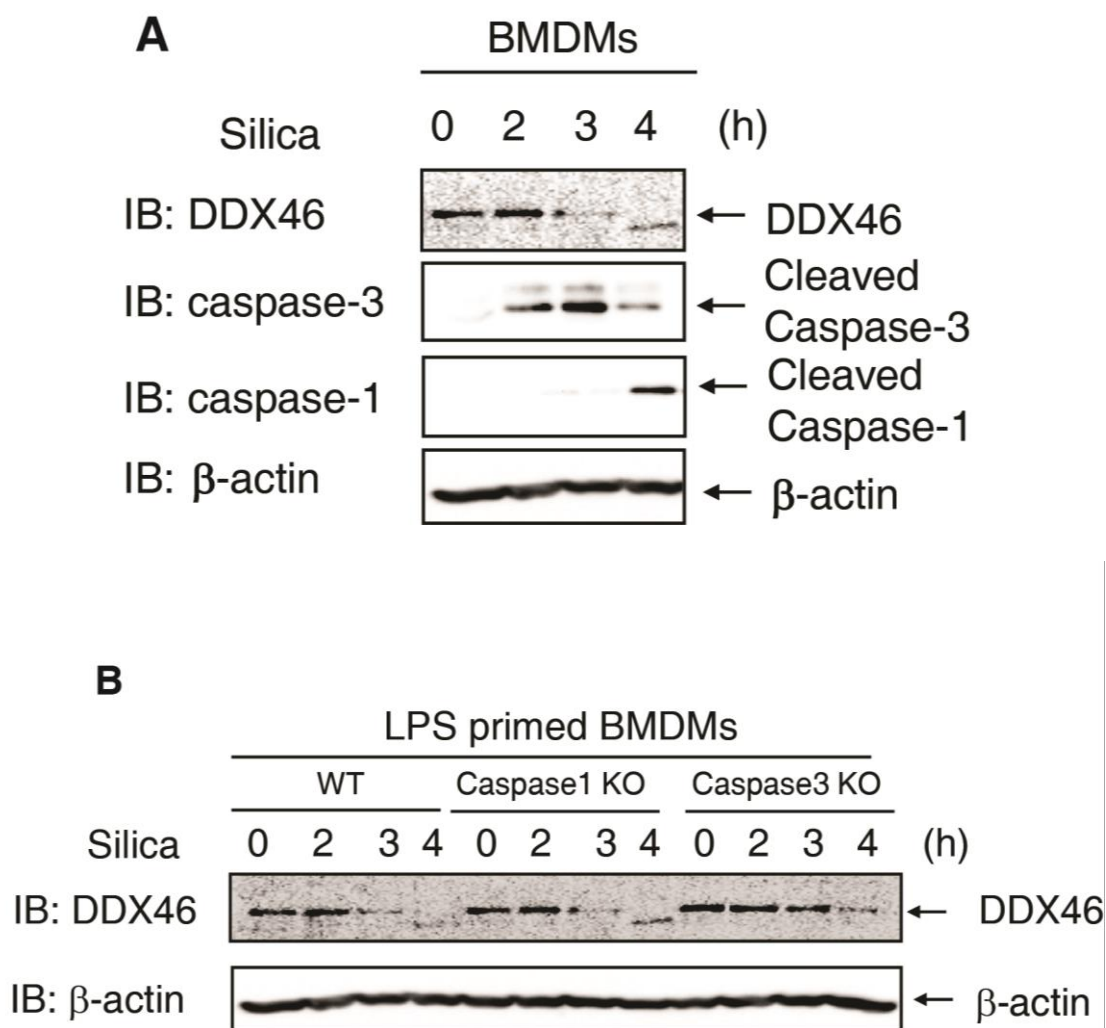 A
BMDMs
Silica 0 2 3 4 (h)
IB: DDX46
DDX46
IB: caspase-3
Cleaved
Caspase-3
IB: caspase-1
Cleaved
Caspase-1
IB: β-actin
β-actin
B
LPS primed BMDMs
WT Caspase1 KO Caspase3 KO
Silica 0 2 3 4 0 2 3 4 0 2 3 4 (h)
IB: DDX46
DDX46
IB: β-actin
β-actin